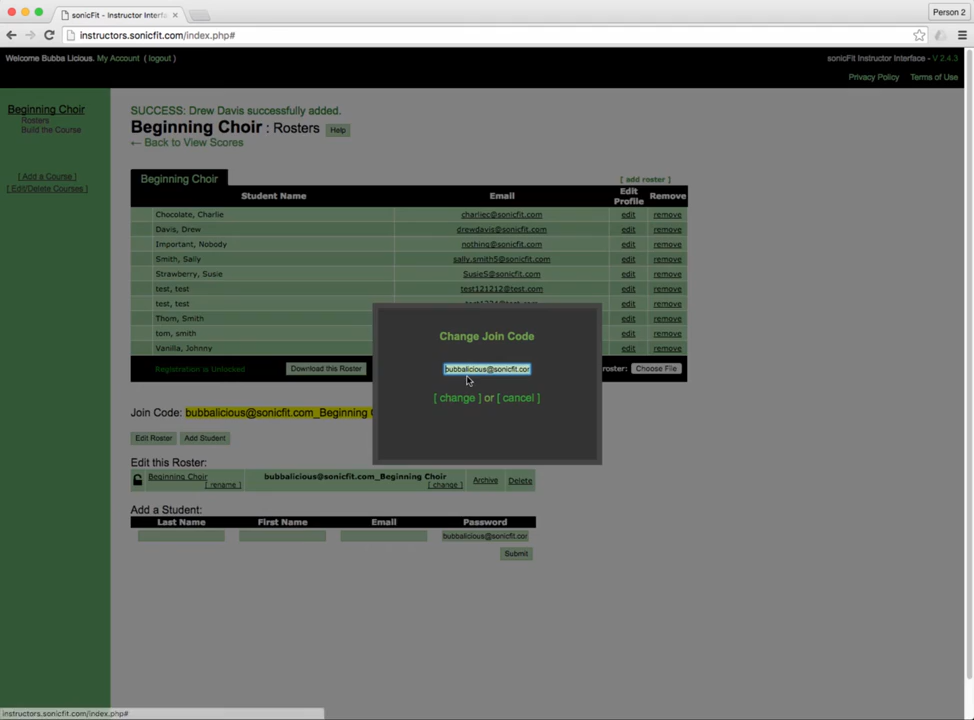 sonicFit - Instructor Interfa
Person 2
instructors.sonicfit.com/index.php#
Welcome Bubba Licious. My Account ( logout )
sonicFit Instructor Interface - V 2.4.3
Privacy Policy Terms of Use
Beginning Choir
Rosters
Build the Course
[ Add a Course ]
[ Edit/Delete Courses ]
SUCCESS: Drew Davis successfully added.
Beginning Choir : Rosters Help
← Back to View Scores
Beginning Choir [ add roster ]
Student Name Email Edit Profile Remove
Chocolate, Charlie charliec@sonicfit.com edit remove
Davis, Drew drewdavis@sonicfit.com edit remove
Important, Nobody nothing@sonicfit.com edit remove
Smith, Sally sally.smith5@sonicfit.com edit remove
Strawberry, Susie Susie5@sonicfit.com edit remove
test, test test121212@test.com edit remove
test, test edit remove
Thom, Smith edit remove
tom, smith edit remove
Vanilla, Johnny edit remove
Registration is Unlocked Download this Roster roster: Choose File
Change Join Code
bubbalicious@sonicfit.cor
[ change ] or [ cancel ]
Join Code: bubbalicious@sonicfit.com_Beginning
Edit Roster Add Student
Edit this Roster:
Beginning Choir bubbalicious@sonicfit.com_Beginning Choir Archive Delete
[ rename ] [ change ]
Add a Student:
Last Name First Name Email Password
bubbalicious@sonicfit.cor
Submit
instructors.sonicfit.com/index.php#